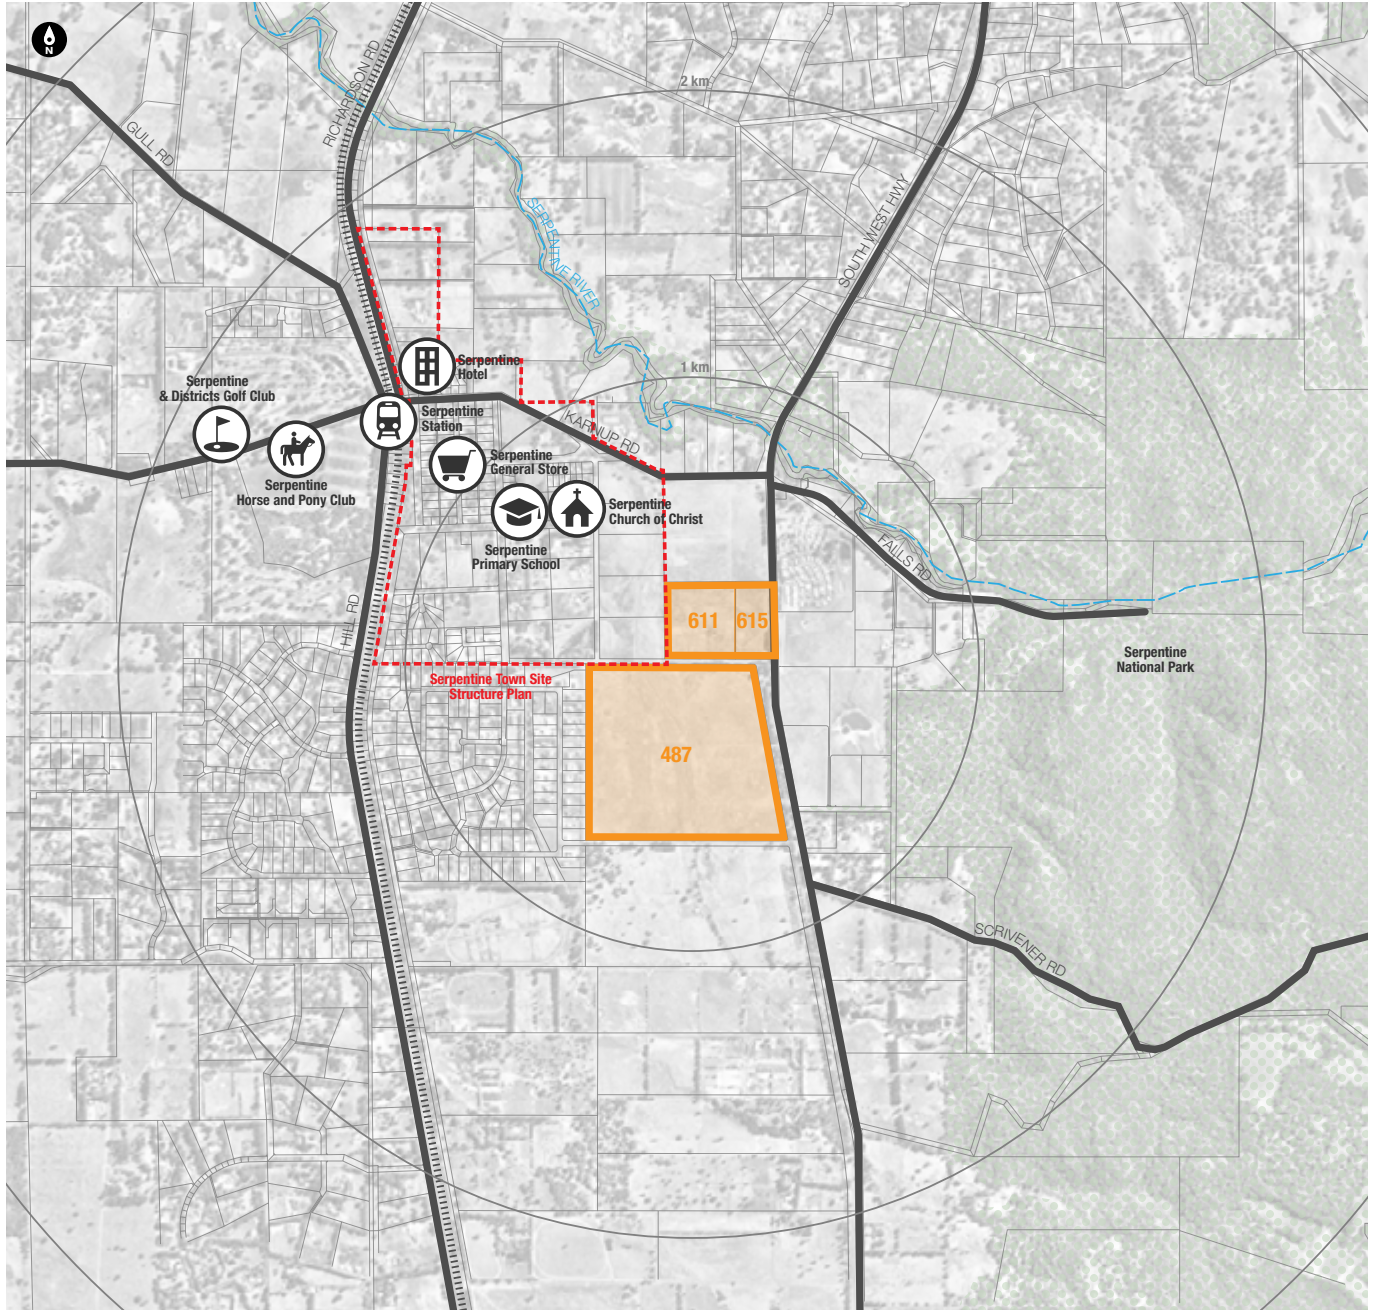 N
RICHARDSON RD
2 km
GULL RD
SERPENTINE RIVER
SOUTH WEST HWY
Serpentine
Hotel
1 km
Serpentine
& Districts Golf Club
Serpentine
Station
KARNUP RD
Serpentine
General Store
Serpentine
Horse and Pony Club
Serpentine
Church of Christ
Serpentine
Primary School
FALLS RD
HILL RD
611
615
Serpentine
National Park
Serpentine Town Site
Structure Plan
487
SCRIVENER RD